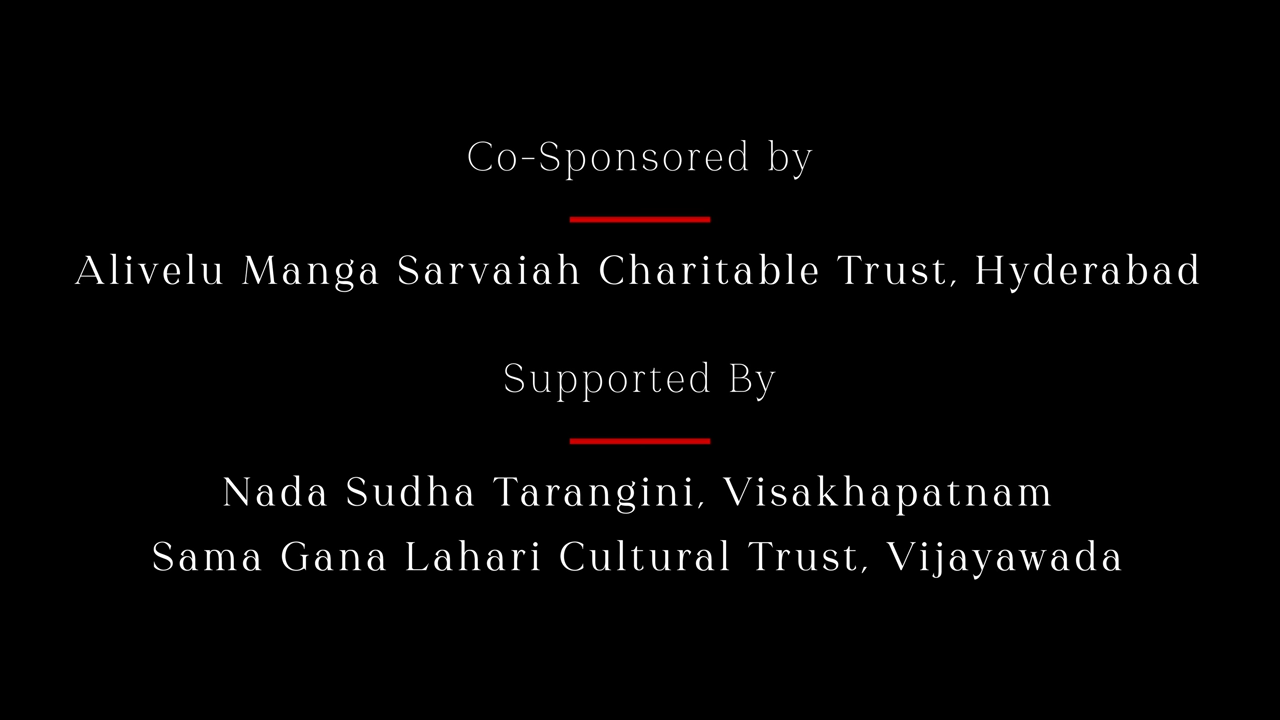 Co-Sponsored by
Alivelu Manga Sarvaiah Charitable Trust, Hyderabad
Supported By
Nada Sudha Tarangini, Visakhapatnam
Sama Gana Lahari Cultural Trust, Vijayawada